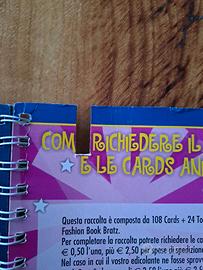 COM RICHIEDERE IL
E LE CARDS AN
Questa raccolta è composta da 108 Cards + 24 To
Fashion Book Bratz.
Per completare la raccolta potrete richiedere le ca
€ 0,50 l'una, più € 2,50 per spese di spedizion
Nel caso in cui il vostro edicolante ne fosse sprov